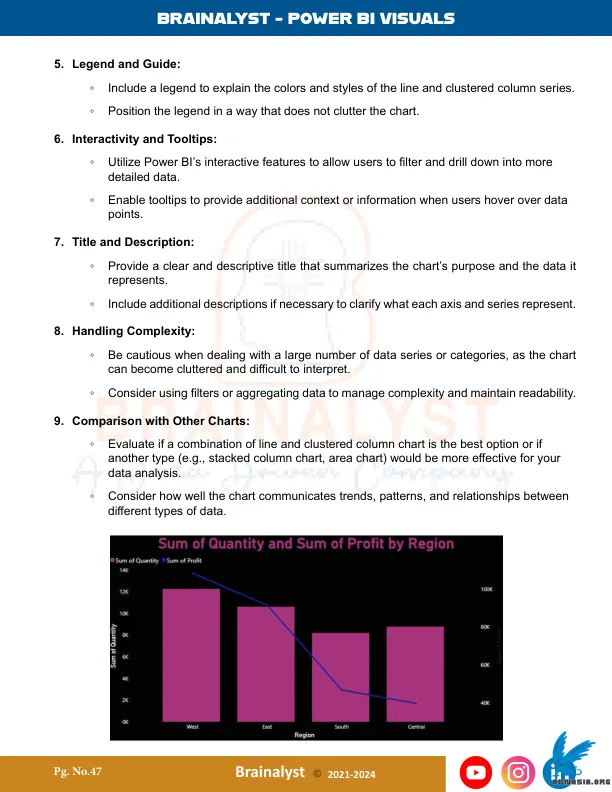 BRAINALYST - POWER BI VISUALS
5. Legend and Guide:
◦ Include a legend to explain the colors and styles of the line and clustered column series.
◦ Position the legend in a way that does not clutter the chart.
6. Interactivity and Tooltips:
◦ Utilize Power BI's interactive features to allow users to filter and drill down into more
detailed data.
◦ Enable tooltips to provide additional context or information when users hover over data
points.
7. Title and Description:
◦ Provide a clear and descriptive title that summarizes the chart's purpose and the data it
represents.
◦ Include additional descriptions if necessary to clarify what each axis and series represent.
8. Handling Complexity:
◦ Be cautious when dealing with a large number of data series or categories, as the chart
can become cluttered and difficult to interpret.
◦ Consider using filters or aggregating data to manage complexity and maintain readability.
BRAINALYST
9. Comparison with Other Charts:
◦ Evaluate if a combination of line and clustered column chart is the best option or if
another type (e.g., stacked column chart, area chart) would be more effective for your
data analysis.
◦ Consider how well the chart communicates trends, patterns, and relationships between
different types of data.
Sum of Quantity and Sum of Profit by Region
Sum of Quantity Sum of Profit
14K
12K
10K
8K
6K
4K
2K
0K
Sum of Quantity
100K
80K
60K
40K
West East South Central
Region
Pg. No.47
Brainalyst © 2021-2024